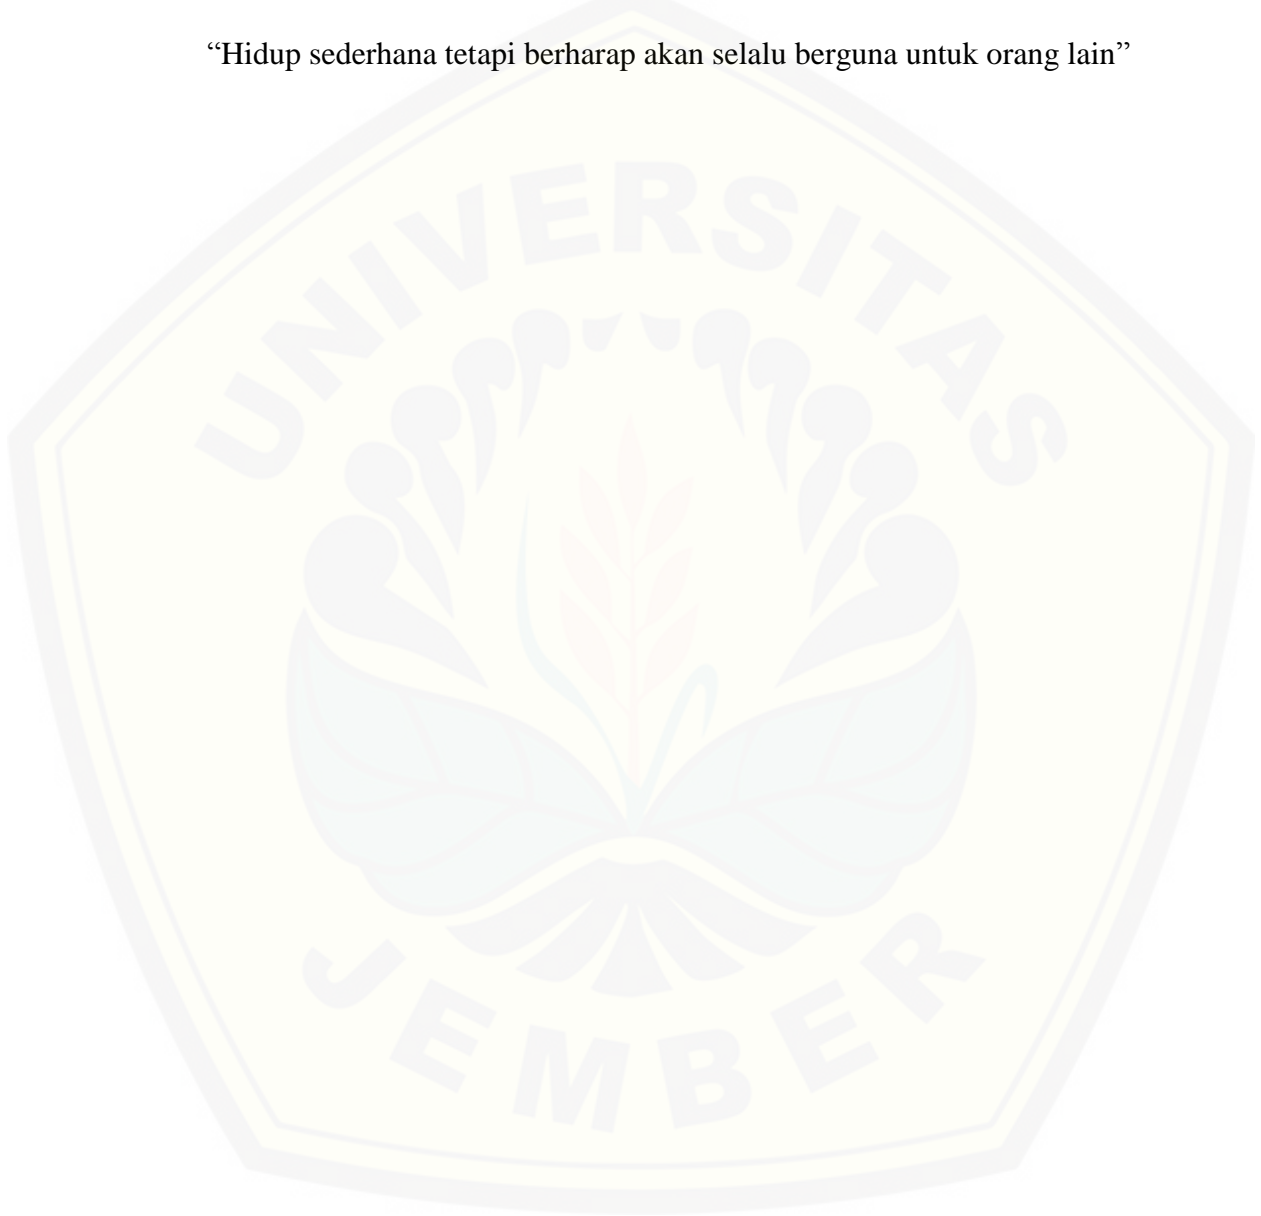 “Hidup sederhana tetapi berharap akan selalu berguna untuk orang lain”
UNIVERSITAS
JEMBER